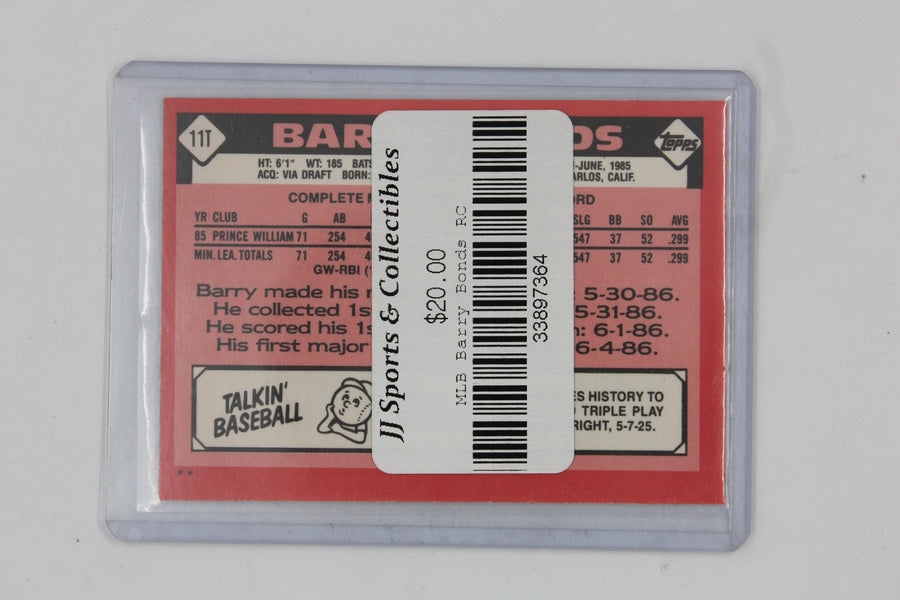 11T
BAR
OS
Topps
HT: 6'1" WT: 185 BATS
-JUNE, 1985
ACQ: VIA DRAFT BORN:
ARLOS, CALIF.
COMPLETE M
ORD
YR CLUB G AB
SLG BB SO AVG
85 PRINCE WILLIAM 71 254 4
547 37 52 .299
MIN. LEA. TOTALS 71 254 4
547 37 52 .299
GW-RBI (
Barry made his
: 5-30-86.
He collected 1s
5-31-86.
He scored his 1s
n: 6-1-86.
His first major
6-4-86.
TALKIN'
BASEBALL
ES HISTORY TO
TRIPLE PLAY
RIGHT, 5-7-25.
**
JJ Sports & Collectibles
$20.00
MLB Barry Bonds RC
33897364